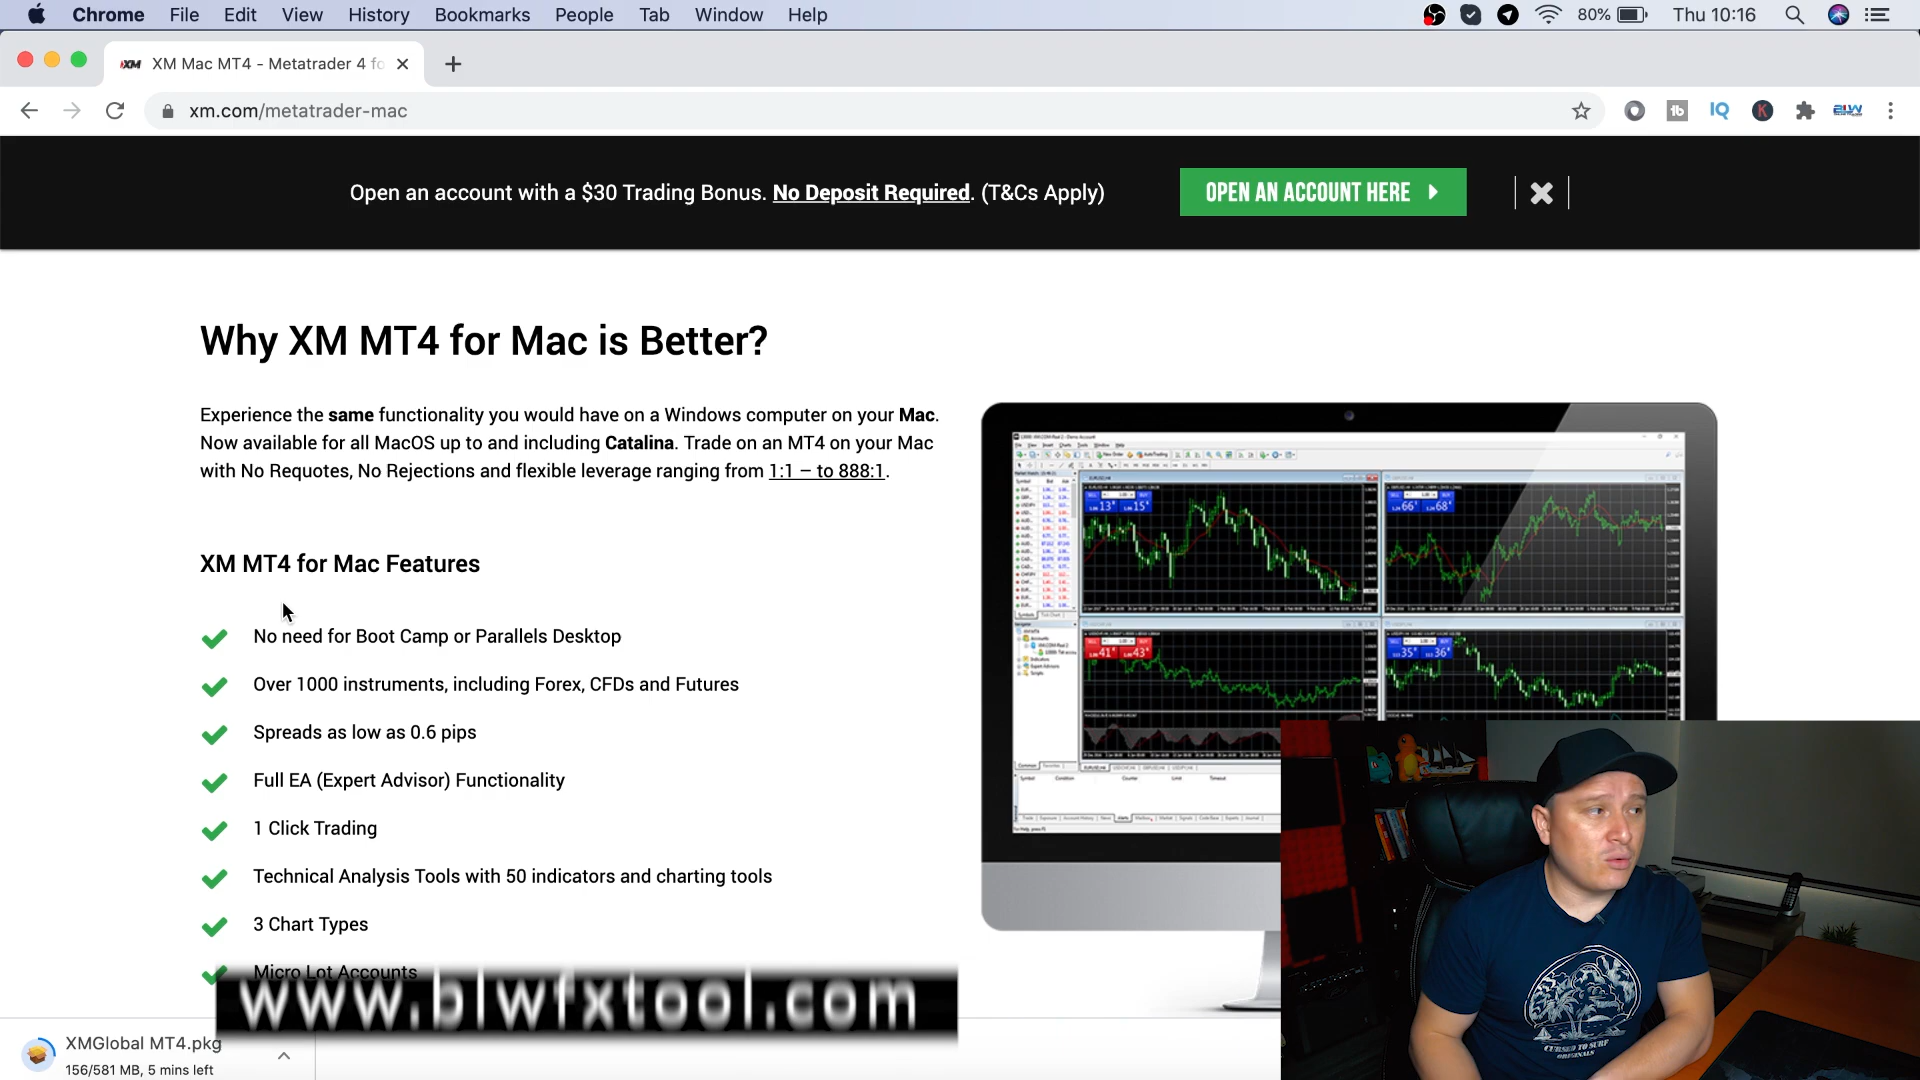 Chrome File Edit View History Bookmarks People Tab Window Help
80% Thu 10:16
XM XM Mac MT4 - Metatrader 4 fo
xm.com/metatrader-mac
tb IQ K BLW
Open an account with a $30 Trading Bonus. No Deposit Required. (T&Cs Apply)
OPEN AN ACCOUNT HERE
Why XM MT4 for Mac is Better?
Experience the same functionality you would have on a Windows computer on your Mac.
Now available for all MacOS up to and including Catalina. Trade on an MT4 on your Mac
with No Requotes, No Rejections and flexible leverage ranging from 1:1 – to 888:1.
XM MT4 for Mac Features
No need for Boot Camp or Parallels Desktop
Over 1000 instruments, including Forex, CFDs and Futures
Spreads as low as 0.6 pips
Full EA (Expert Advisor) Functionality
1 Click Trading
Technical Analysis Tools with 50 indicators and charting tools
3 Chart Types
Micro Lot Accounts
www.blwfxtool.com
XMGlobal MT4.pkg
156/581 MB, 5 mins left
CURSED TO SURF
ORIGINALS